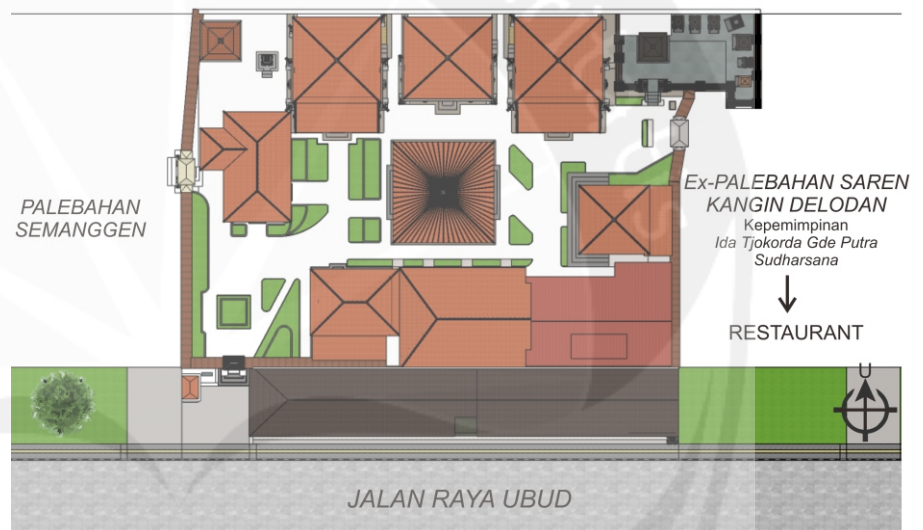 PALEBAHAN
SEMANGGEN
Ex-PALEBAHAN SAREN
KANGIN DELODAN
Kepemimpinan
Ida Tjokorda Gde Putra
Sudharsana
RESTAURANT
U
JALAN RAYA UBUD